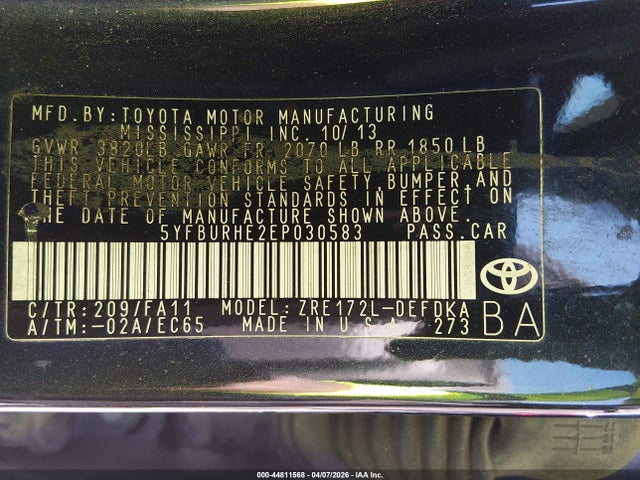 MFD.BY:TOYOTA MOTOR MANUFACTURING
MISSISSIPPI INC. 10/13
GVWR 3820LB GAWR FR 2070 LB RR 1850 LB
THIS VEHICLE CONFORMS TO ALL APPLICABLE
FEDERAL MOTOR VEHICLE SAFETY, BUMPER, AND
THEFT PREVENTION STANDARDS IN EFFECT ON
THE DATE OF MANUFACTURE SHOWN ABOVE.
5YFBURHE2EP030583 PASS.CAR
C/TR:209/FA11 MODEL:ZRE172L-DEFDKA
A/TM:-02A/EC65 MADE IN U.S.A. 273
BA
000-44811568 - 04/07/2026 - IAA Inc.